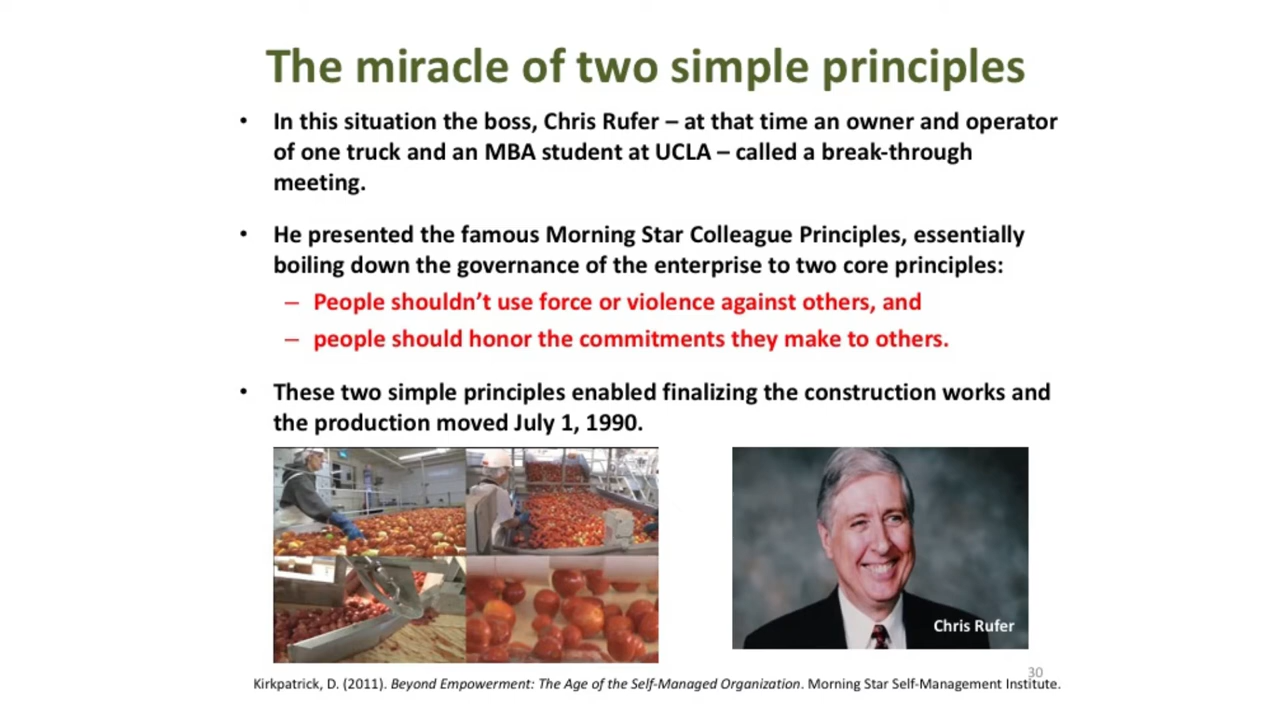 The miracle of two simple principles
• In this situation the boss, Chris Rufer – at that time an owner and operator
of one truck and an MBA student at UCLA – called a break-through
meeting.
• He presented the famous Morning Star Colleague Principles, essentially
boiling down the governance of the enterprise to two core principles:
– People shouldn't use force or violence against others, and
– people should honor the commitments they make to others.
• These two simple principles enabled finalizing the construction works and
the production moved July 1, 1990.
Chris Rufer
30
Kirkpatrick, D. (2011). Beyond Empowerment: The Age of the Self-Managed Organization. Morning Star Self-Management Institute.